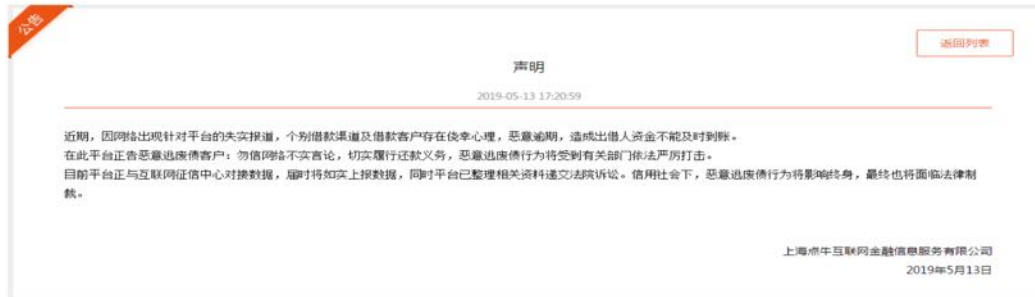 公告
返回列表
声明
2019-05-13 17:20:59
近期，因网络出现针对平台的失实报道，个别借款渠道及借款客户存在侥幸心理，恶意逾期，造成出借人资金不能及时到账。
在此平台正告恶意逃废债客户：勿信网络不实言论，切实履行还款义务，恶意逃废债行为将受到有关部门依法严厉打击。
目前平台正与互联网征信中心对接数据，届时将如实上报数据，同时平台已整理相关资料递交法院诉讼。信用社会下，恶意逃废债行为将影响终身，最终也将面临法律制
裁。
上海点牛互联网金融信息服务有限公司
2019年5月13日